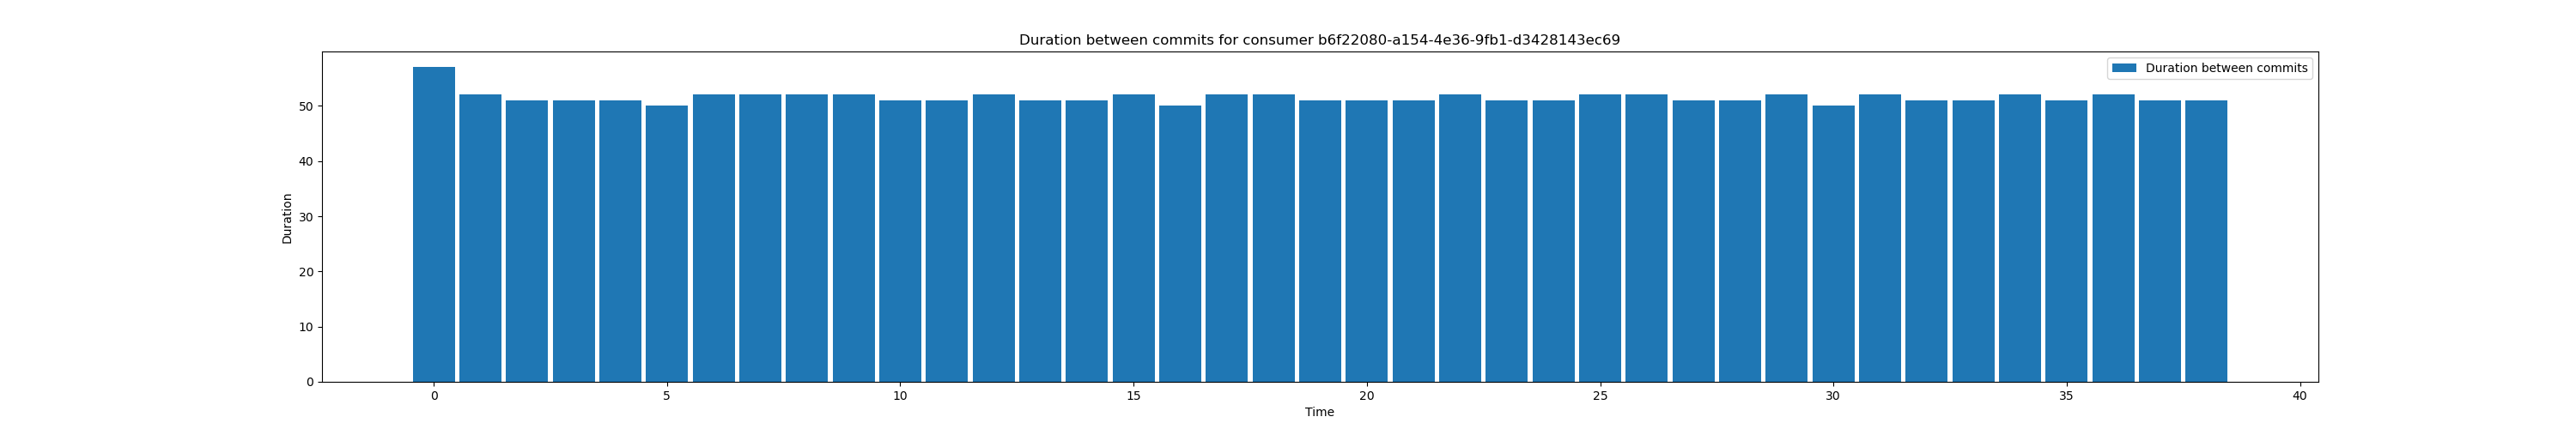 Duration between commits for consumer b6f22080-a154-4e36-9fb1-d3428143ec69
Duration between commits
50
40
30
20
10
0
Duration
0 5 10 15 20 25 30 35 40
Time